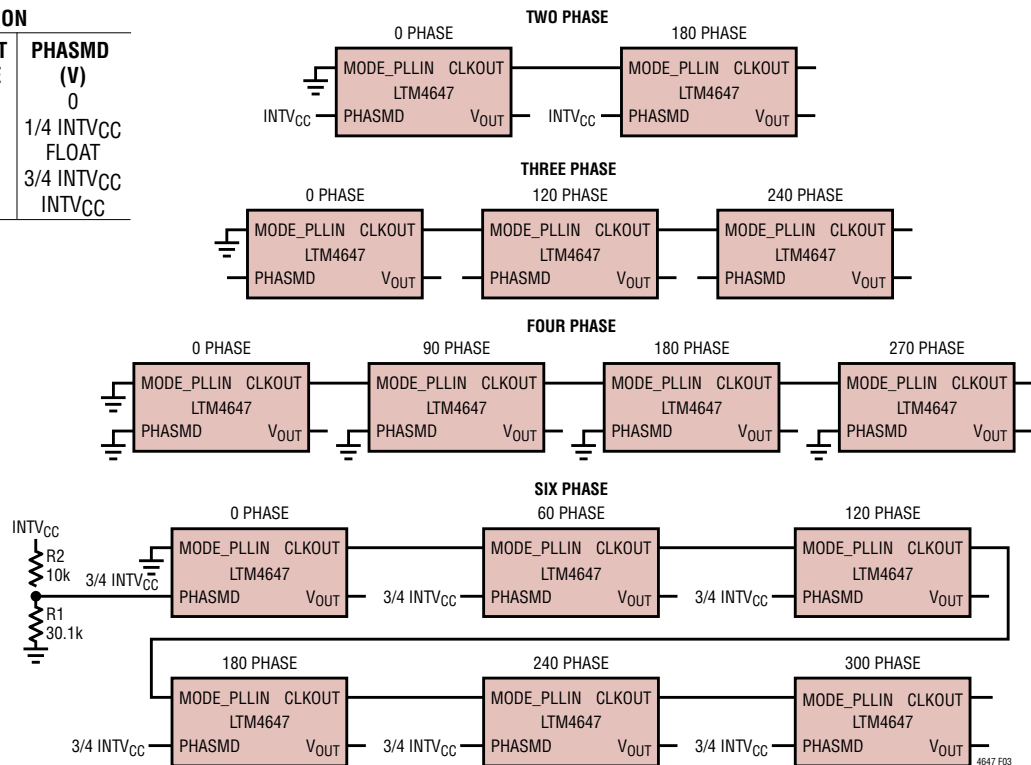 ON
T PHASMD
E (V)
0
1/4 INTVCC
FLOAT
3/4 INTVCC
INTVCC
TWO PHASE
0 PHASE 180 PHASE
MODE_PLLIN CLKOUT MODE_PLLIN CLKOUT
LTM4647 LTM4647
INTVCC PHASMD VOUT INTVCC PHASMD VOUT
THREE PHASE
0 PHASE 120 PHASE 240 PHASE
MODE_PLLIN CLKOUT MODE_PLLIN CLKOUT MODE_PLLIN CLKOUT
LTM4647 LTM4647 LTM4647
PHASMD VOUT PHASMD VOUT PHASMD VOUT
FOUR PHASE
0 PHASE 90 PHASE 180 PHASE 270 PHASE
MODE_PLLIN CLKOUT MODE_PLLIN CLKOUT MODE_PLLIN CLKOUT MODE_PLLIN CLKOUT
LTM4647 LTM4647 LTM4647 LTM4647
PHASMD VOUT PHASMD VOUT PHASMD VOUT PHASMD VOUT
SIX PHASE
0 PHASE 60 PHASE 120 PHASE
INTVCC
R2
10k
3/4 INTVCC
R1
30.1k
MODE_PLLIN CLKOUT MODE_PLLIN CLKOUT MODE_PLLIN CLKOUT
LTM4647 LTM4647 LTM4647
PHASMD VOUT 3/4 INTVCC PHASMD VOUT 3/4 INTVCC PHASMD VOUT
180 PHASE 240 PHASE 300 PHASE
MODE_PLLIN CLKOUT MODE_PLLIN CLKOUT MODE_PLLIN CLKOUT
LTM4647 LTM4647 LTM4647
3/4 INTVCC PHASMD VOUT 3/4 INTVCC PHASMD VOUT 3/4 INTVCC PHASMD VOUT
4647 F03